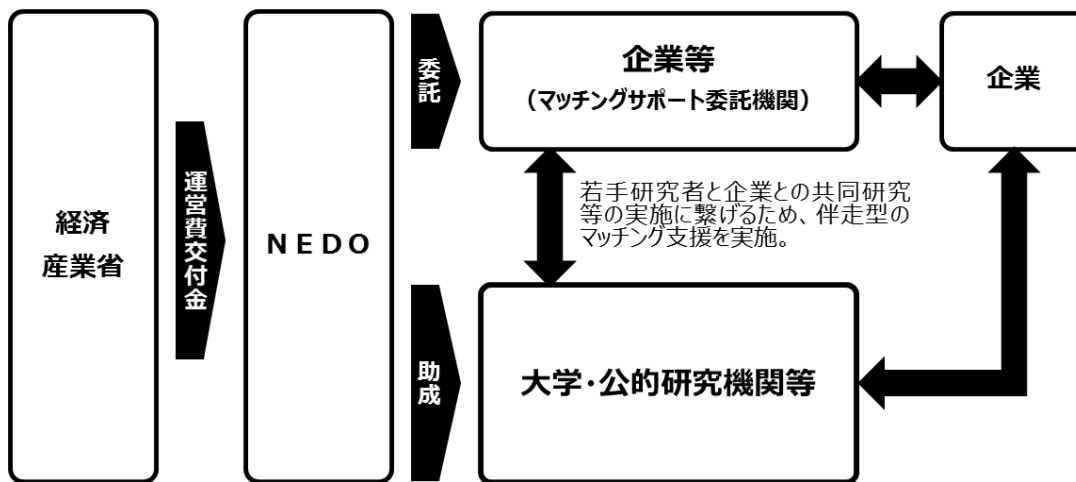 経済
産業省
運営費交付金
NEDO
委託
企業等
（マッチングサポート委託機関）
企業
若手研究者と企業との共同研究
等の実施に繋げるため、伴走型の
マッチング支援を実施。
助成
大学・公的研究機関等